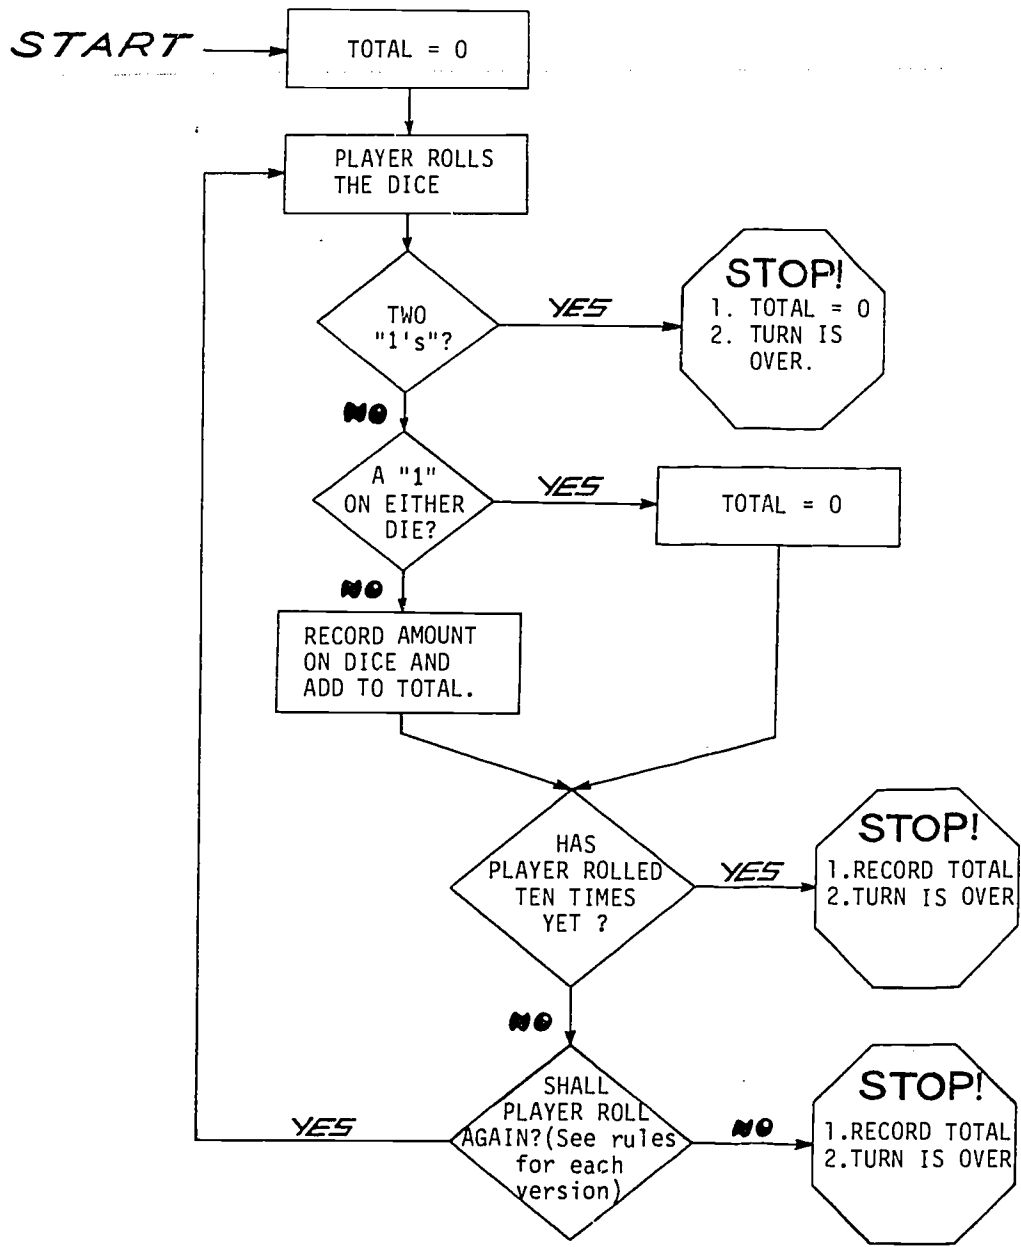 START
TOTAL = 0
PLAYER ROLLS
THE DICE
TWO
"1's"?
YES
STOP!
1. TOTAL = 0
2. TURN IS
OVER.
NO
A "1"
ON EITHER
DIE?
YES
TOTAL = 0
NO
RECORD AMOUNT
ON DICE AND
ADD TO TOTAL.
HAS
PLAYER ROLLED
TEN TIMES
YET ?
YES
STOP!
1.RECORD TOTAL
2.TURN IS OVER
NO
SHALL
PLAYER ROLL
AGAIN?(See rules
for each
version)
YES
NO
STOP!
1.RECORD TOTAL
2.TURN IS OVER